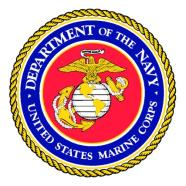 DEPARTMENT OF THE NAVY
UNITED STATES MARINE CORPS